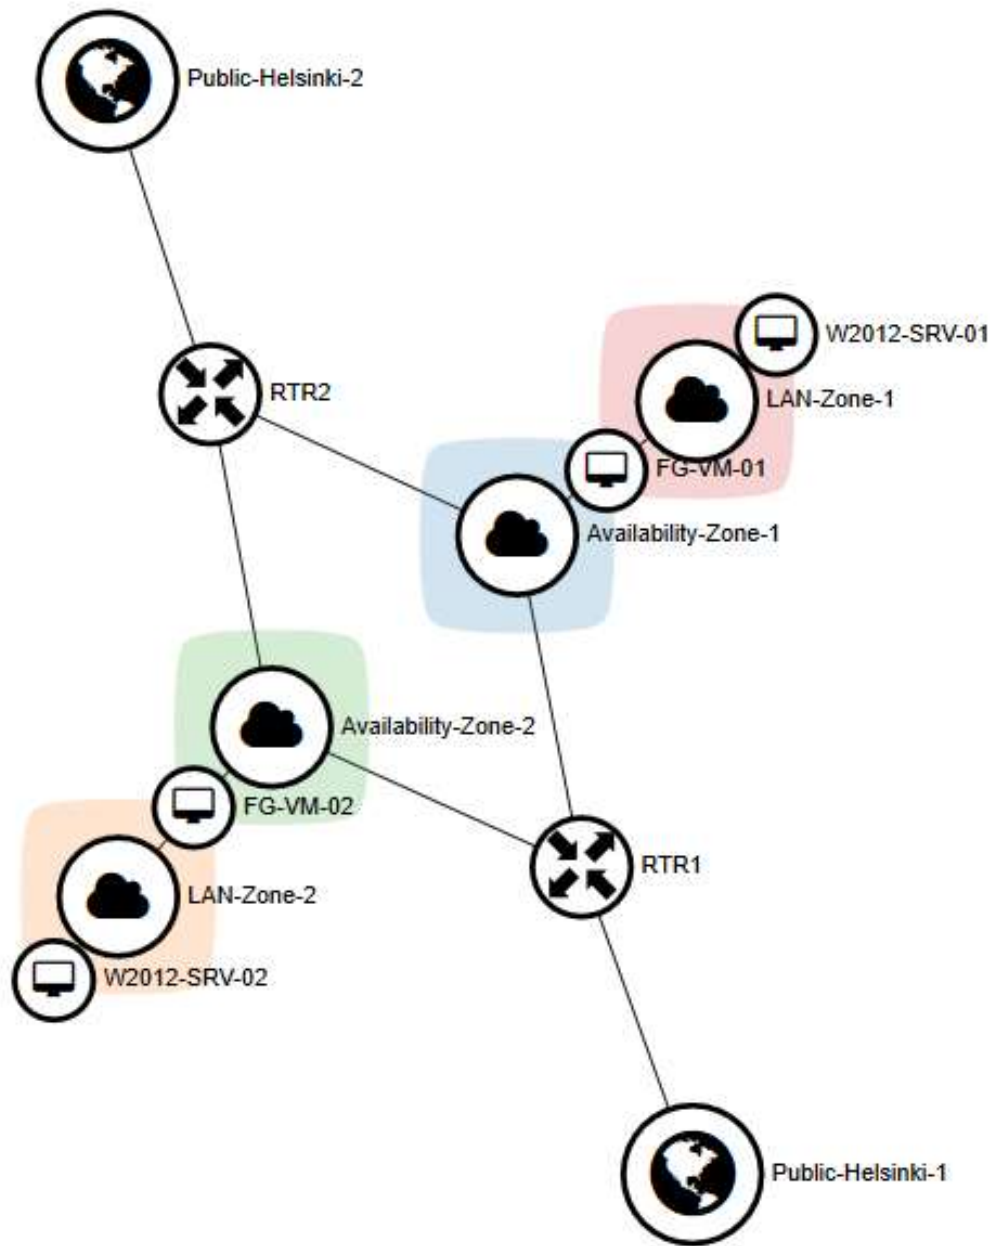 Public-Helsinki-2
W2012-SRV-01
RTR2
LAN-Zone-1
FG-VM-01
Availability-Zone-1
Availability-Zone-2
FG-VM-02
RTR1
LAN-Zone-2
W2012-SRV-02
Public-Helsinki-1